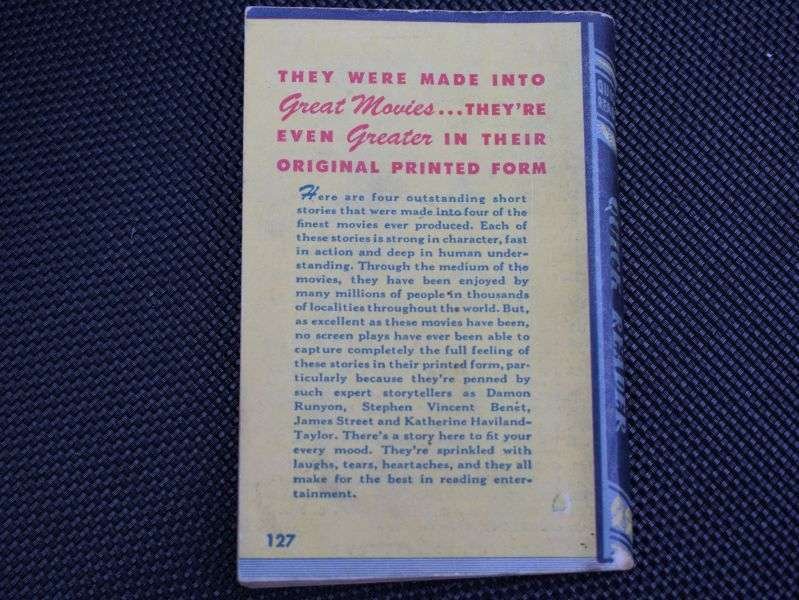 THEY WERE MADE INTO
Great Movies...THEY'RE
EVEN Greater IN THEIR
ORIGINAL PRINTED FORM
Here are four outstanding short
stories that were made into four of the
finest movies ever produced. Each of
these stories is strong in character, fast
in action and deep in human under-
standing. Through the medium of the
movies, they have been enjoyed by
many millions of people in thousands
of localities throughout the world. But,
as excellent as these movies have been,
no screen plays have ever been able to
capture completely the full feeling of
these stories in their printed form, par-
ticularly because they're penned by
such expert storytellers as Damon
Runyon, Stephen Vincent Benét,
James Street and Katherine Haviland-
Taylor. There's a story here to fit your
every mood. They're sprinkled with
laughs, tears, heartaches, and they all
make for the best in reading enter-
tainment.
127
READER